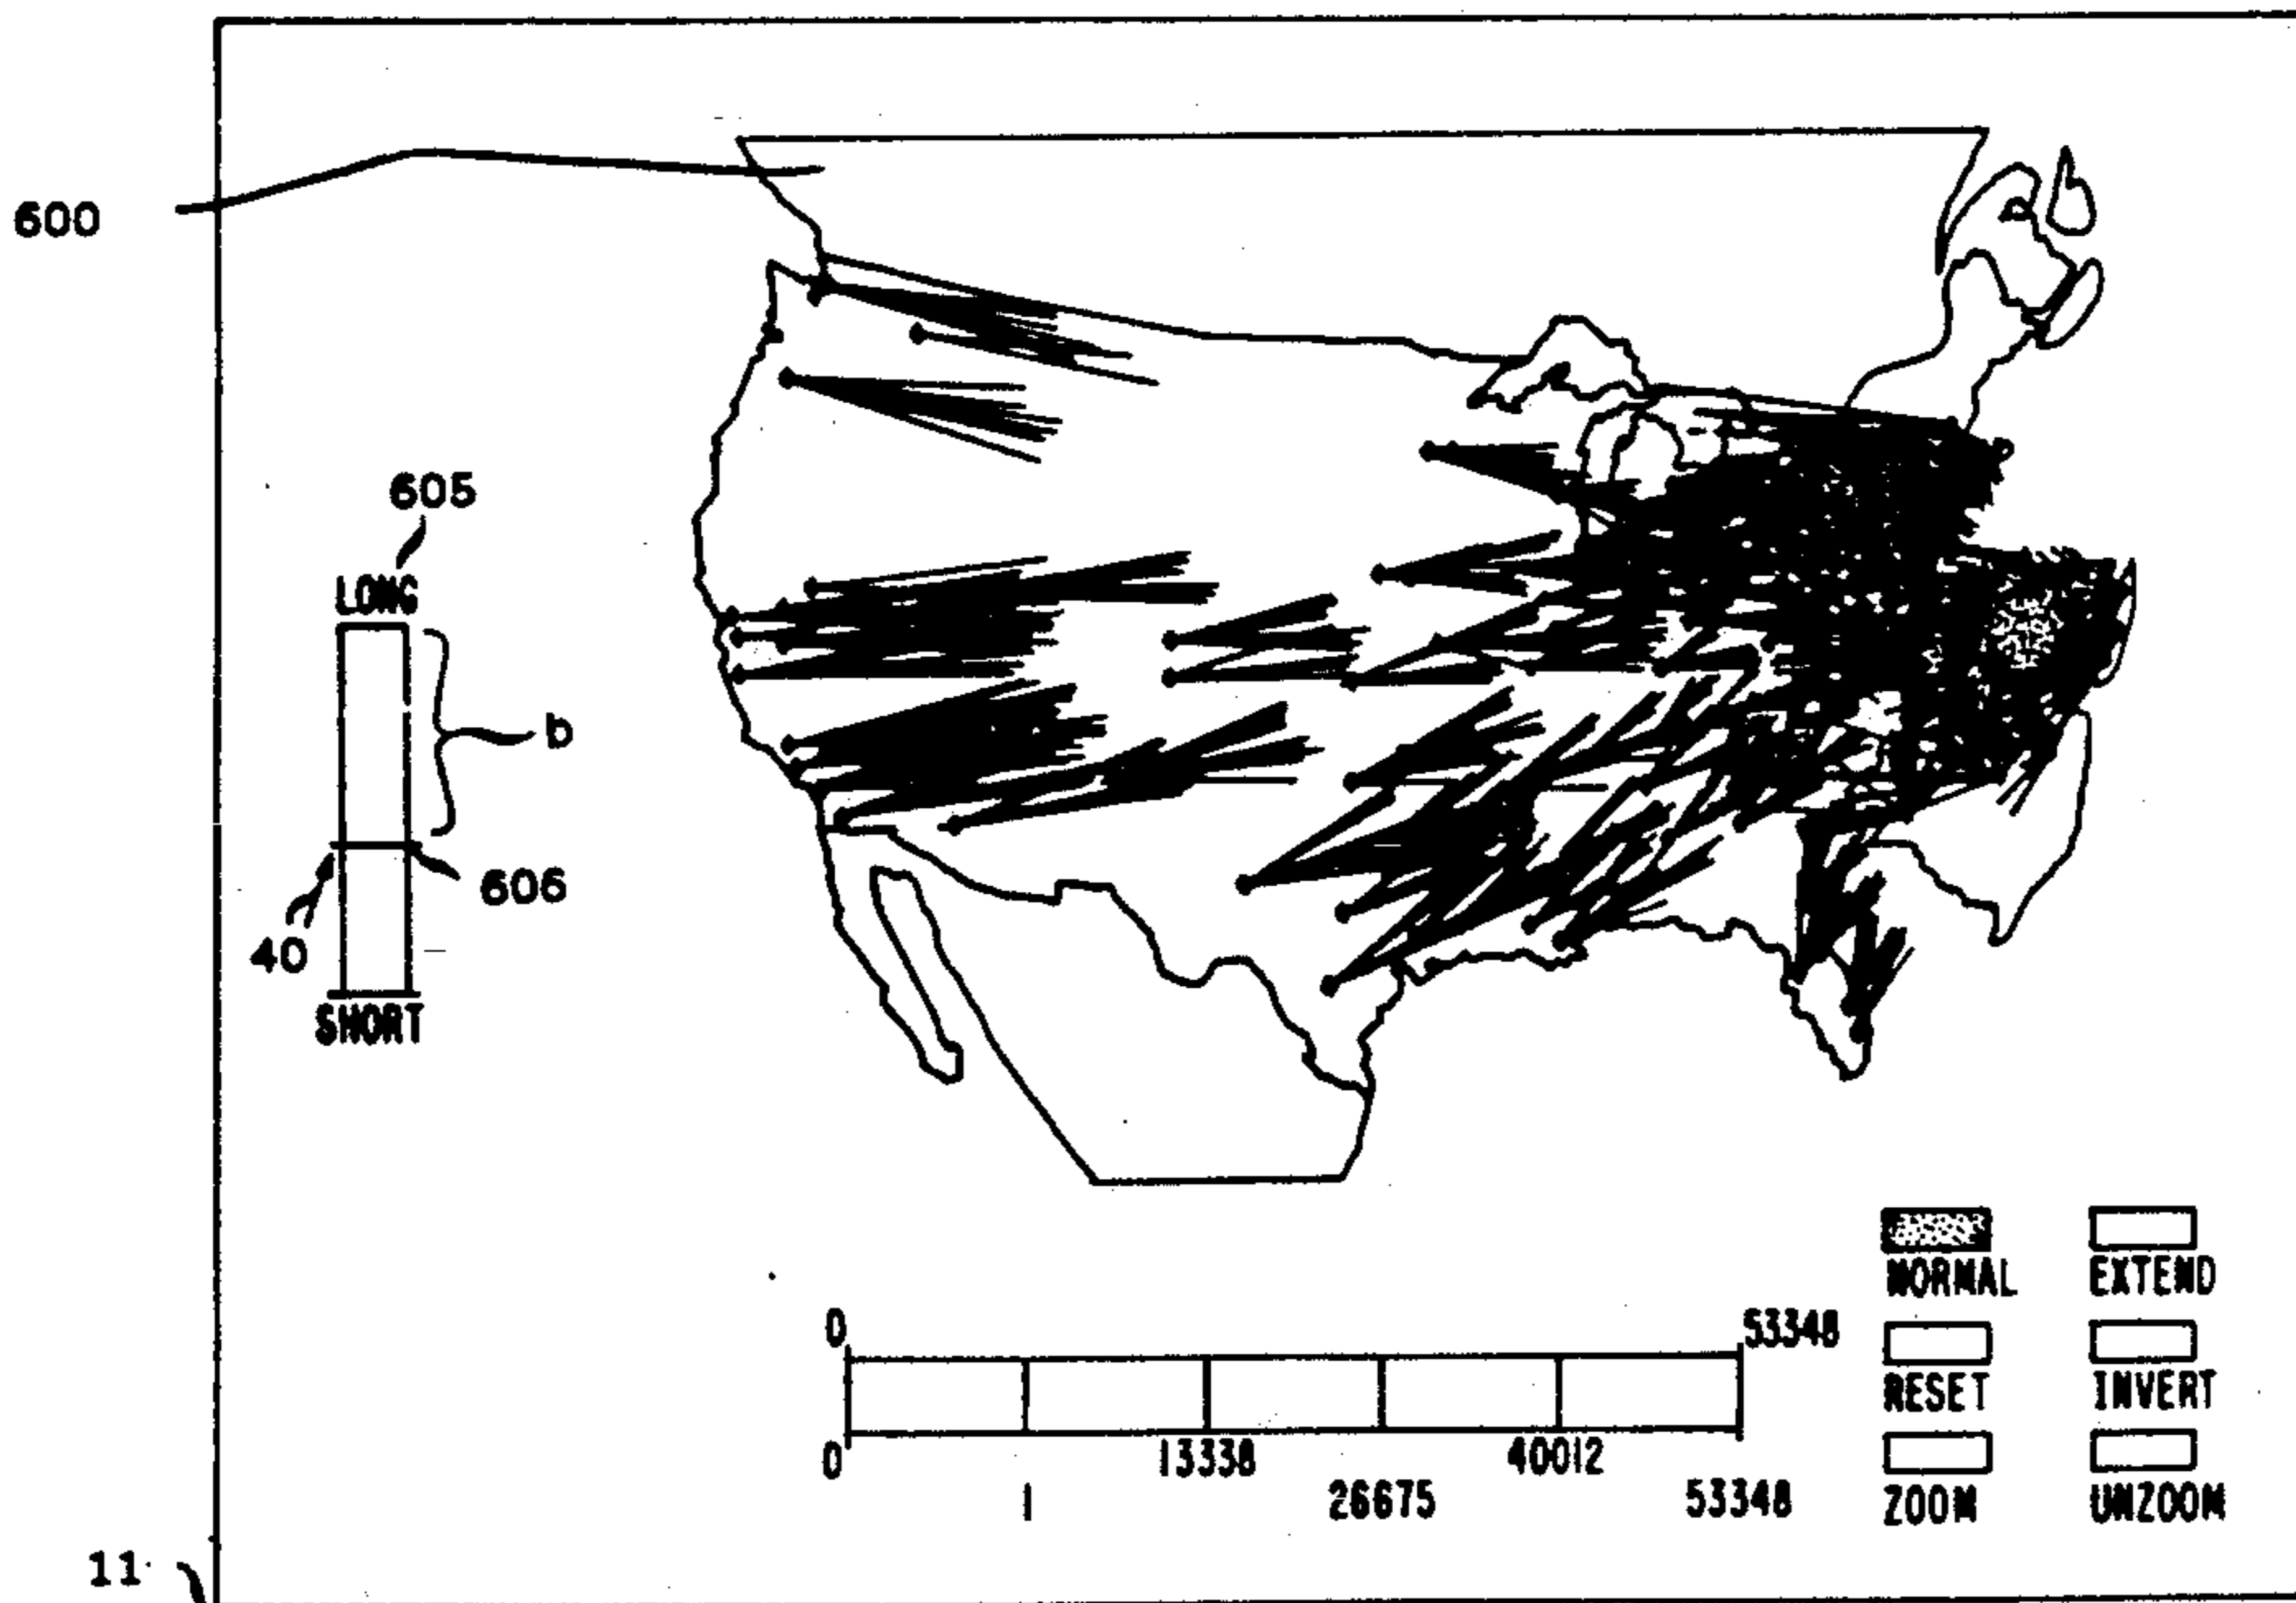 600
605
LONG
b
606
40
SHORT
NORMAL EXTEND
0 53348
RESET INVERT
0 13338 40012
1 26675 53348
ZOOM UNZOOM
11